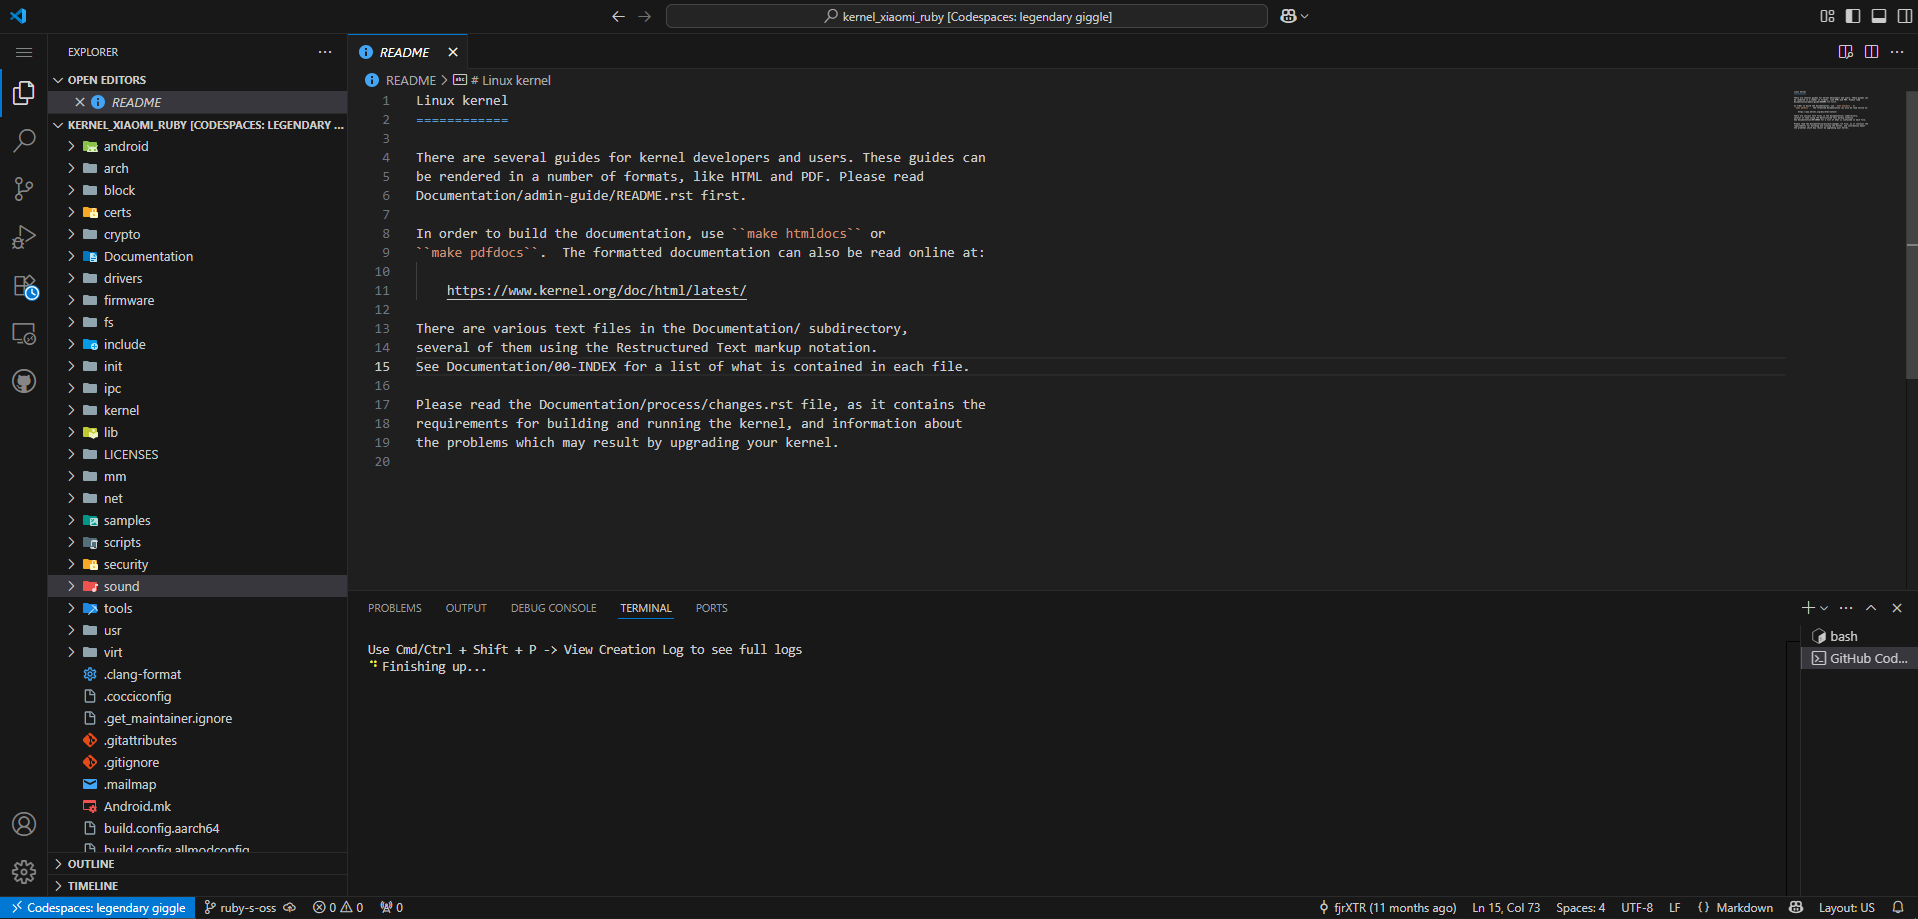 kernel_xiaomi_ruby [Codespaces: legendary giggle]
EXPLORER
OPEN EDITORS
README
KERNEL_XIAOMI_RUBY [CODESPACES: LEGENDARY ...
android
arch
block
certs
crypto
Documentation
drivers
firmware
fs
include
init
ipc
kernel
lib
LICENSES
mm
net
samples
scripts
security
sound
tools
usr
virt
.clang-format
.cocciconfig
.get_maintainer.ignore
.gitattributes
.gitignore
.mailmap
Android.mk
build.config.aarch64
build.config.allmodconfig
OUTLINE
TIMELINE
README
README > # Linux kernel
1 Linux kernel
2 ============
3
4 There are several guides for kernel developers and users. These guides can
5 be rendered in a number of formats, like HTML and PDF. Please read
6 Documentation/admin-guide/README.rst first.
7
8 In order to build the documentation, use ``make htmldocs`` or
9 ``make pdfdocs``.  The formatted documentation can also be read online at:
10
11 https://www.kernel.org/doc/html/latest/
12
13 There are various text files in the Documentation/ subdirectory,
14 several of them using the Restructured Text markup notation.
15 See Documentation/00-INDEX for a list of what is contained in each file.
16
17 Please read the Documentation/process/changes.rst file, as it contains the
18 requirements for building and running the kernel, and information about
19 the problems which may result by upgrading your kernel.
20
PROBLEMS OUTPUT DEBUG CONSOLE TERMINAL PORTS
Use Cmd/Ctrl + Shift + P -> View Creation Log to see full logs
Finishing up...
bash
GitHub Cod...
Codespaces: legendary giggle ruby-s-oss 0 0 0 fjrXTR (11 months ago) Ln 15, Col 73 Spaces: 4 UTF-8 LF {} Markdown Layout: US